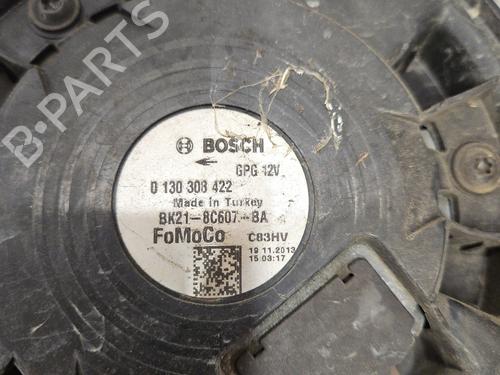 B-PARTS
BOSCH
GPG 12V
0 130 308 422
Made in Turkey
BK21-8C607-BA
FoMoCo
C83HV
19.11.2013
15:03:17